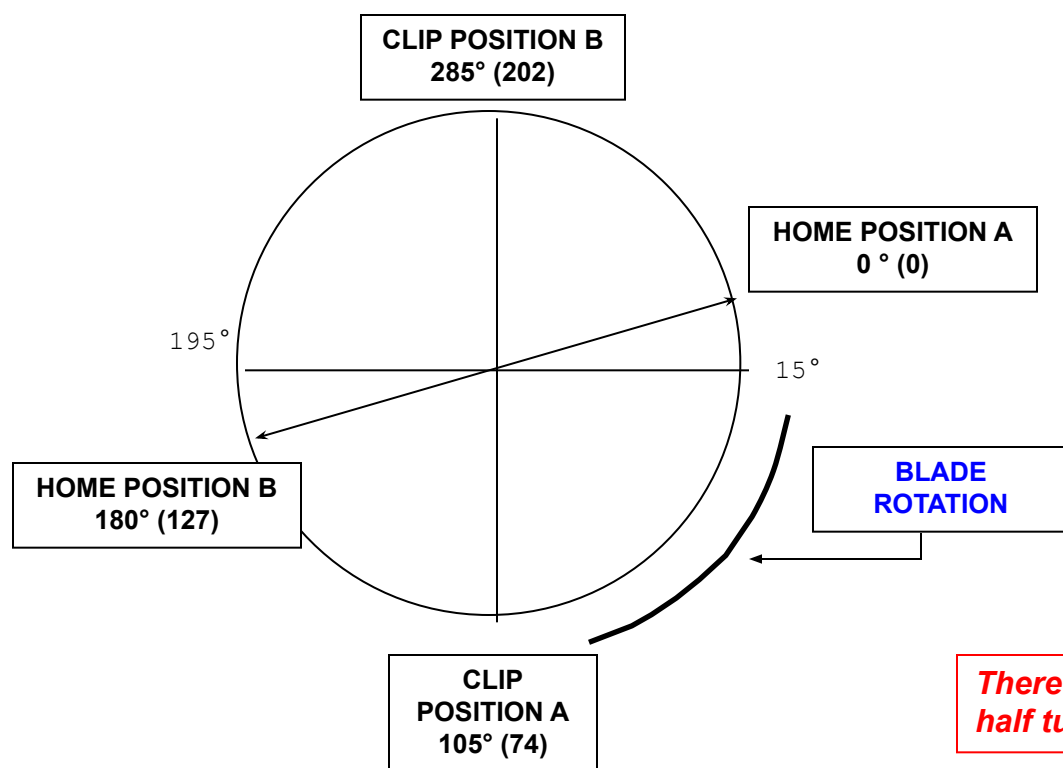 CLIP POSITION B
285° (202)
HOME POSITION A
0 ° (0)
195°
15°
HOME POSITION B
180° (127)
BLADE
ROTATION
CLIP
POSITION A
105° (74)
There
half tu